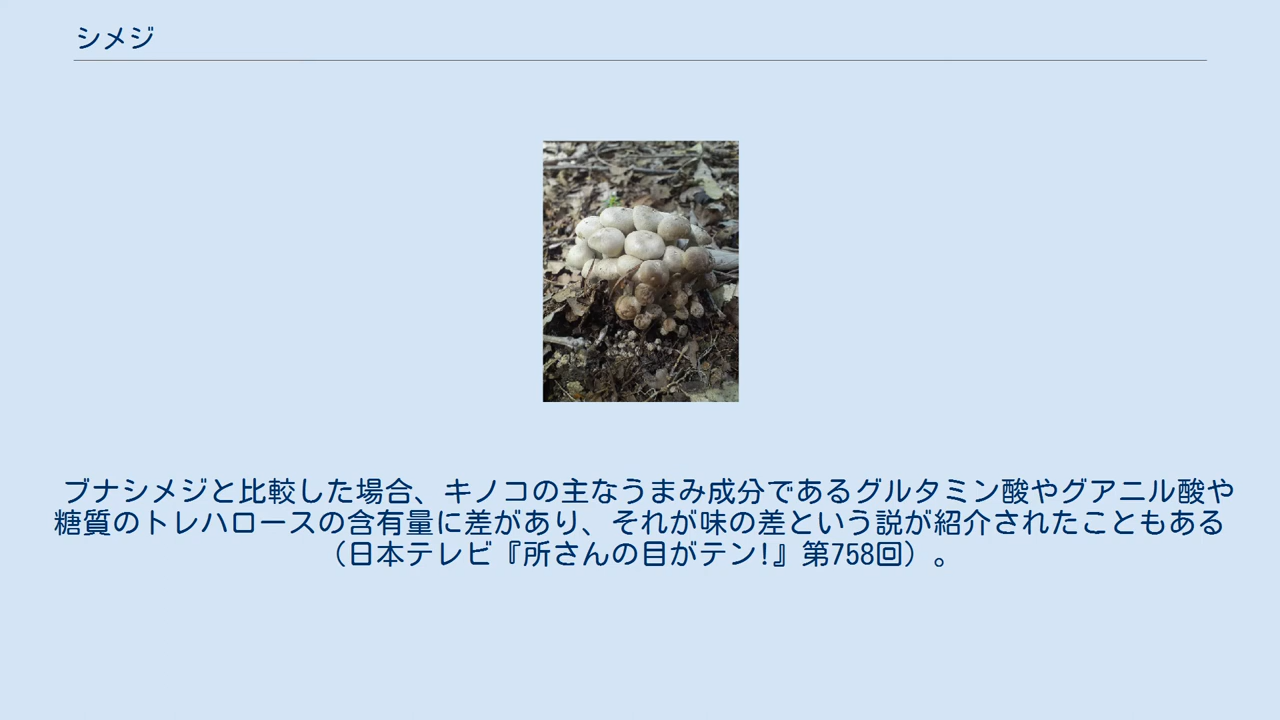 シメジ
ブナシメジと比較した場合、キノコの主なうまみ成分であるグルタミン酸やグアニル酸や
糖質のトレハロースの含有量に差があり、それが味の差という説が紹介されたこともある
（日本テレビ『所さんの目がテン!』第758回）。